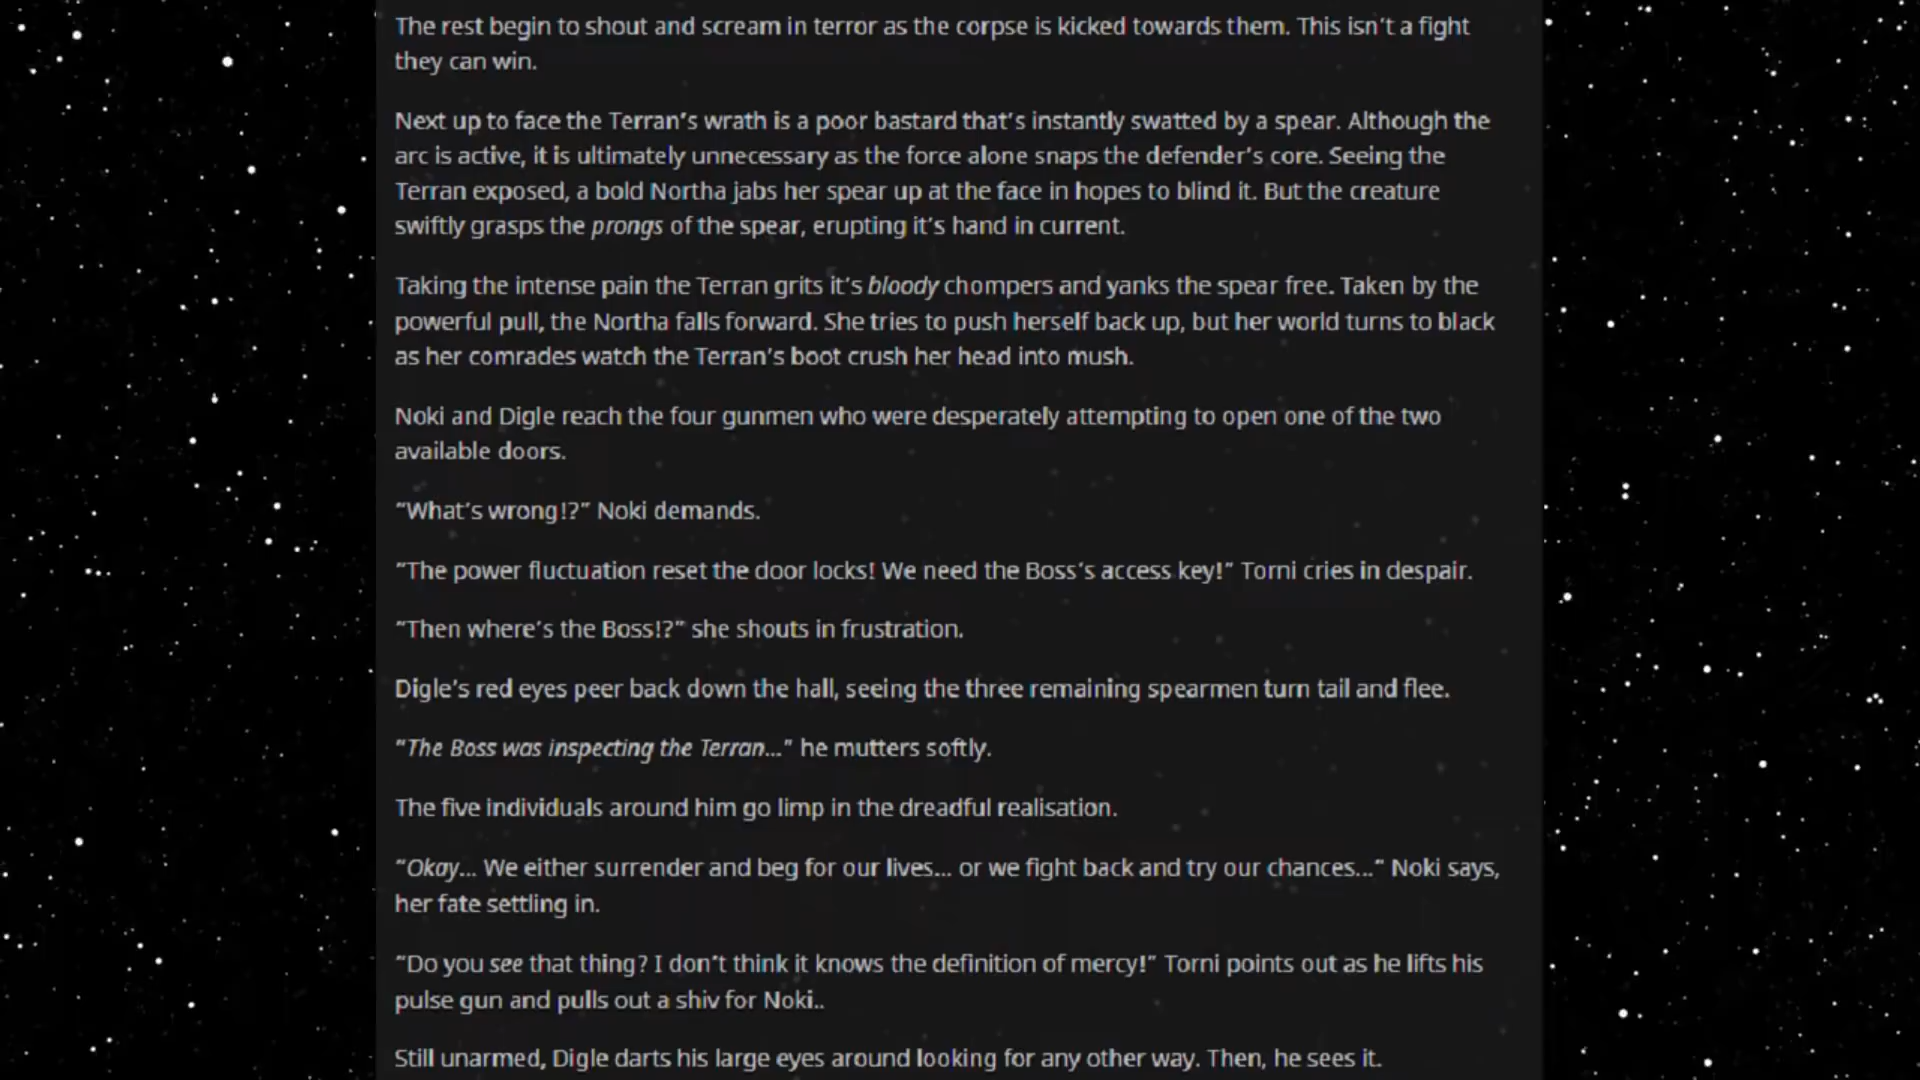 The rest begin to shout and scream in terror as the corpse is kicked towards them. This isn't a fight
they can win.
Next up to face the Terran's wrath is a poor bastard that's instantly swatted by a spear. Although the
arc is active, it is ultimately unnecessary as the force alone snaps the defender's core. Seeing the
Terran exposed, a bold Northa jabs her spear up at the face in hopes to blind it. But the creature
swiftly grasps the prongs of the spear, erupting it's hand in current.
Taking the intense pain the Terran grits it's bloody chompers and yanks the spear free. Taken by the
powerful pull, the Northa falls forward. She tries to push herself back up, but her world turns to black
as her comrades watch the Terran's boot crush her head into mush.
Noki and Digle reach the four gunmen who were desperately attempting to open one of the two
available doors.
“What's wrong!?” Noki demands.
“The power fluctuation reset the door locks! We need the Boss's access key!” Torni cries in despair.
“Then where's the Boss!?” she shouts in frustration.
Digle's red eyes peer back down the hall, seeing the three remaining spearmen turn tail and flee.
“The Boss was inspecting the Terran...” he mutters softly.
The five individuals around him go limp in the dreadful realisation.
“Okay... We either surrender and beg for our lives... or we fight back and try our chances...” Noki says,
her fate settling in.
“Do you see that thing? I don't think it knows the definition of mercy!” Torni points out as he lifts his
pulse gun and pulls out a shiv for Noki..
Still unarmed, Digle darts his large eyes around looking for any other way. Then, he sees it.